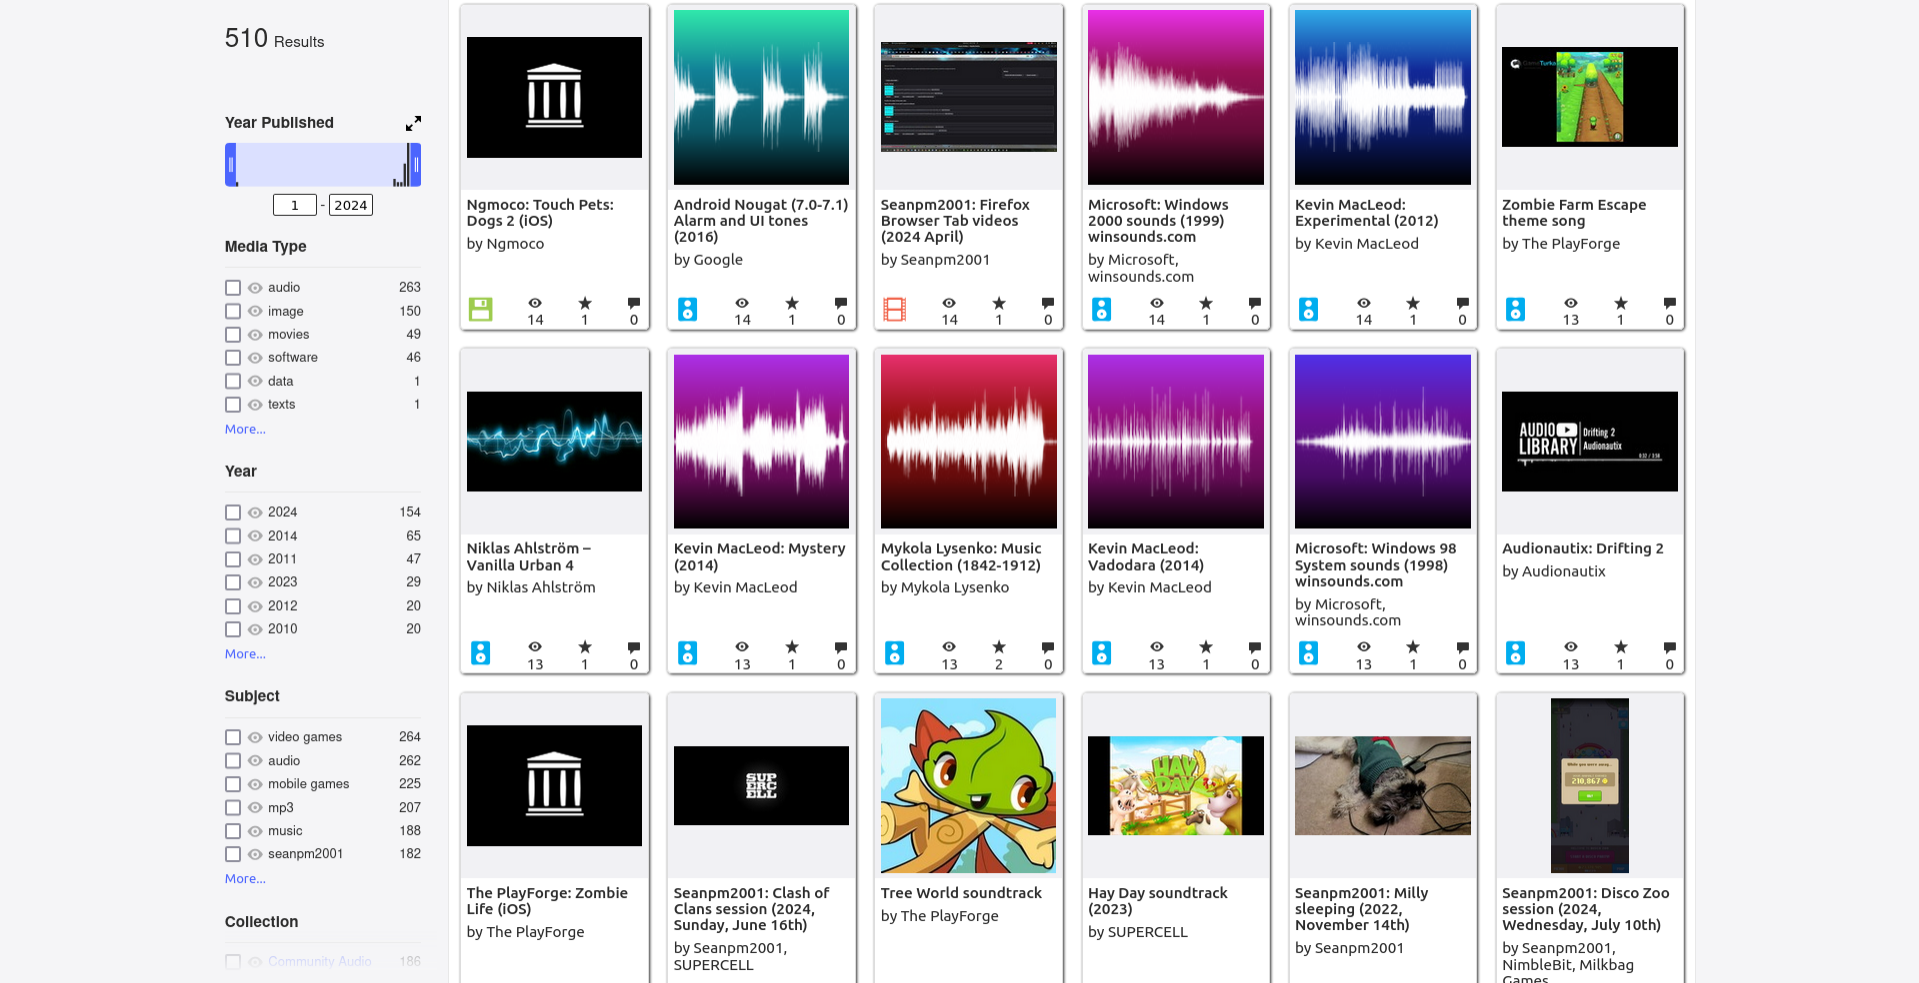 510 Results
Year Published
1 - 2024
Media Type
audio 263
image 150
movies 49
software 46
data 1
texts 1
More...
Year
2024 154
2014 65
2011 47
2023 29
2012 20
2010 20
More...
Subject
video games 264
audio 262
mobile games 225
mp3 207
music 188
seanpm2001 182
More...
Collection
Community Audio 186
Ngmoco: Touch Pets:
Dogs 2 (iOS)
by Ngmoco
14 1 0
Android Nougat (7.0-7.1)
Alarm and UI tones
(2016)
by Google
14 1 0
Seanpm2001: Firefox
Browser Tab videos
(2024 April)
by Seanpm2001
14 1 0
Microsoft: Windows
2000 sounds (1999)
winsounds.com
by Microsoft,
winsounds.com
14 1 0
Kevin MacLeod:
Experimental (2012)
by Kevin MacLeod
14 1 0
Zombie Farm Escape
theme song
by The PlayForge
13 1 0
Niklas Ahlström –
Vanilla Urban 4
by Niklas Ahlström
13 1 0
Kevin MacLeod: Mystery
(2014)
by Kevin MacLeod
13 1 0
Mykola Lysenko: Music
Collection (1842-1912)
by Mykola Lysenko
13 2 0
Kevin MacLeod:
Vadodara (2014)
by Kevin MacLeod
13 1 0
Microsoft: Windows 98
System sounds (1998)
winsounds.com
by Microsoft,
winsounds.com
13 1 0
AUDIO
LIBRARY
Drifting 2
Audionautix
Audionautix: Drifting 2
by Audionautix
13 1 0
The PlayForge: Zombie
Life (iOS)
by The PlayForge
SUP
ERC
ELL
Seanpm2001: Clash of
Clans session (2024,
Sunday, June 16th)
by Seanpm2001,
SUPERCELL
Tree World soundtrack
by The PlayForge
HAY
DAY
Hay Day soundtrack
(2023)
by SUPERCELL
Seanpm2001: Milly
sleeping (2022,
November 14th)
by Seanpm2001
210,867
Seanpm2001: Disco Zoo
session (2024,
Wednesday, July 10th)
by Seanpm2001,
NimbleBit, Milkbag
Games